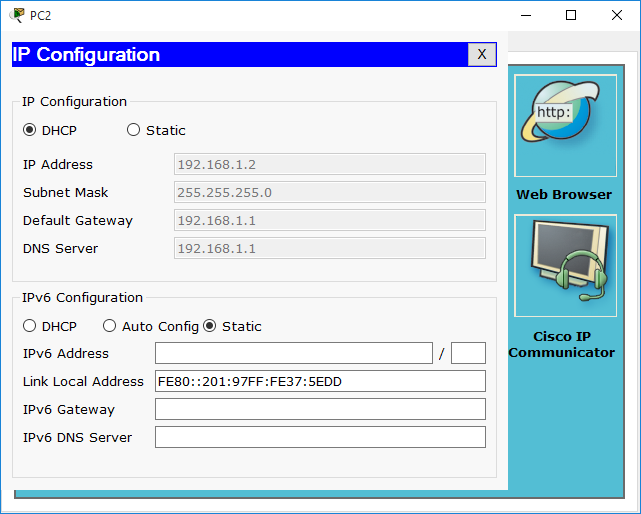 PC2
IP Configuration X
IP Configuration
DHCP Static
IP Address 192.168.1.2
Subnet Mask 255.255.255.0
Default Gateway 192.168.1.1
DNS Server 192.168.1.1
IPv6 Configuration
DHCP Auto Config Static
IPv6 Address /
Link Local Address FE80::201:97FF:FE37:5EDD
IPv6 Gateway
IPv6 DNS Server
http:
Web Browser
Cisco IP
Communicator